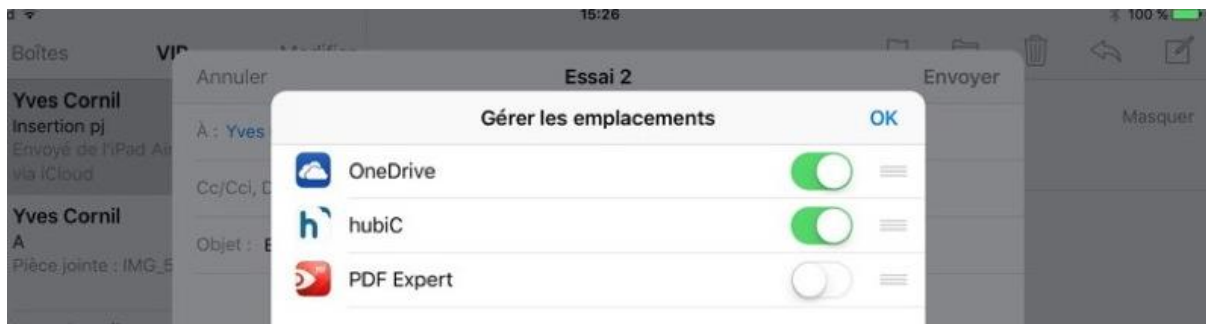 15:26
100 %
Boîtes
VIP
Annuler
Essai 2
Envoyer
Yves Cornil
Insertion pj
Envoyé de l'iPad Air
via iCloud
À : Yves
Gérer les emplacements
OK
Masquer
OneDrive
Cc/Cci, D
Yves Cornil
A
Pièce jointe : IMG_5
hubiC
Objet : E
PDF Expert